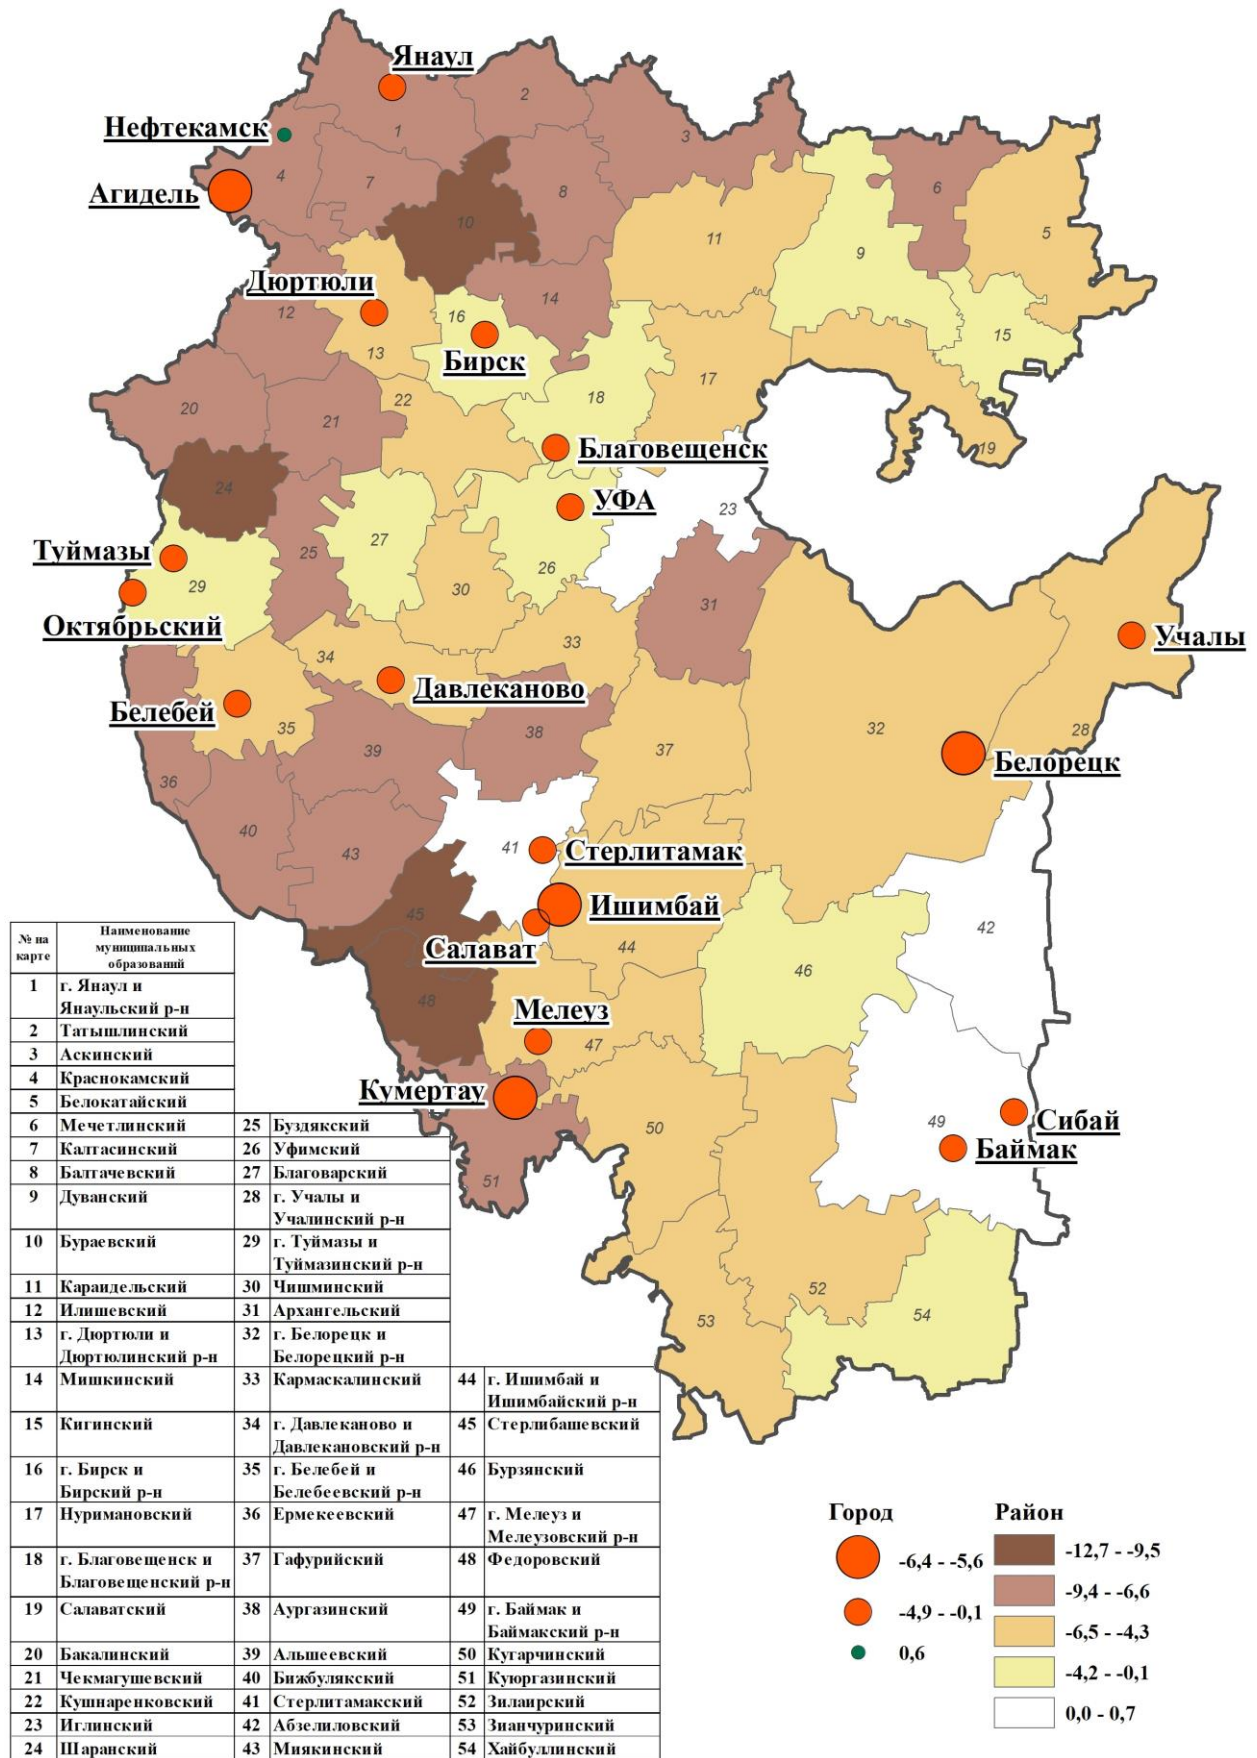 Янаул
2
Нефтекамск
1
3
4
7
8
6
Агидель
10
11
9
5
Дюртюли
12
14
16
15
13
Бирск
17
18
20
21
22
19
Благовещенск
24
УФА
23
Туймазы
25
27
26
29
30
31
Октябрьский
33
Учалы
34
Давлеканово
Белебей
35
38
37
32
28
39
Белорецк
36
40
43
41
Стерлитамак
Ишимбай
45
Салават
44
42
46
48
Мелеуз
47
Кумертау
50
49
Сибай
Баймак
51
52
53
54
№ на карте
Наименование
муниципальных
образований
1 г. Янаул и
Янаульский р-н
2 Татышлинский
3 Аскинский
4 Краснокамский
5 Белокатайский
6 Мечетлинский
7 Калтасинский
8 Балтачевский
9 Дуванский
10 Бураевский
11 Караидельский
12 Илишевский
13 г. Дюртюли и
Дюртюлинский р-н
14 Мишкинский
15 Кигинский
16 г. Бирск и
Бирский р-н
17 Нуримановский
18 г. Благовещенск и
Благовещенский р-н
19 Салаватский
20 Бакалинский
21 Чекмагушевский
22 Кушнаренковский
23 Иглинский
24 Шаранский
25 Буздякский
26 Уфимский
27 Благоварский
28 г. Учалы и
Учалинский р-н
29 г. Туймазы и
Туймазинский р-н
30 Чишминский
31 Архангельский
32 г. Белорецк и
Белорецкий р-н
33 Кармаскалинский
34 г. Давлеканово и
Давлекановский р-н
35 г. Белебей и
Белебеевский р-н
36 Ермекеевский
37 Гафурийский
38 Аургазинский
39 Альшеевский
40 Бижбулякский
41 Стерлитамакский
42 Абзелиловский
43 Миякинский
44 г. Ишимбай и
Ишимбайский р-н
45 Стерлибашевский
46 Бурзянский
47 г. Мелеуз и
Мелеузовский р-н
48 Федоровский
49 г. Баймак и
Баймакский р-н
50 Кугарчинский
51 Куюргазинский
52 Зилаирский
53 Зианчуринский
54 Хайбуллинский
Город
-6,4 - -5,6
-4,9 - -0,1
0,6
Район
-12,7 - -9,5
-9,4 - -6,6
-6,5 - -4,3
-4,2 - -0,1
0,0 - 0,7